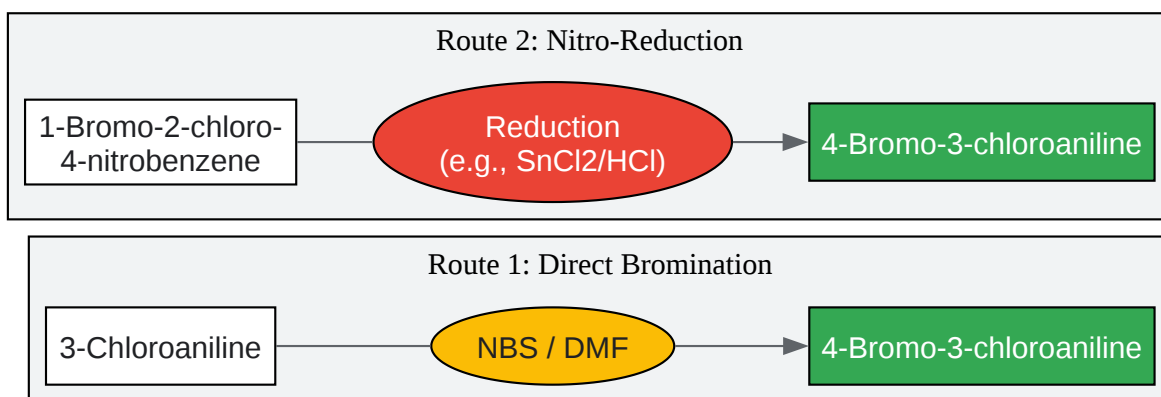 Route 2: Nitro-Reduction
1-Bromo-2-chloro-
4-nitrobenzene
Reduction
(e.g., SnCl2/HCl)
4-Bromo-3-chloroaniline
Route 1: Direct Bromination
3-Chloroaniline
NBS / DMF
4-Bromo-3-chloroaniline